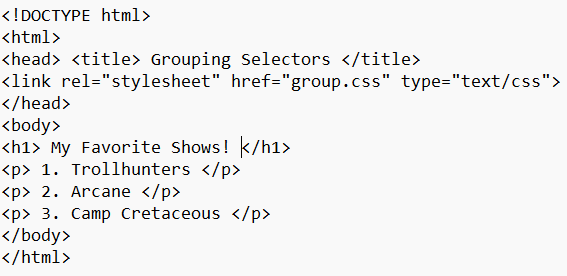 <!DOCTYPE html>
<html>
<head> <title> Grouping Selectors </title>
<link rel="stylesheet" href="group.css" type="text/css">
</head>
<body>
<h1> My Favorite Shows! </h1>
<p> 1. Trollhunters </p>
<p> 2. Arcane </p>
<p> 3. Camp Cretaceous </p>
</body>
</html>